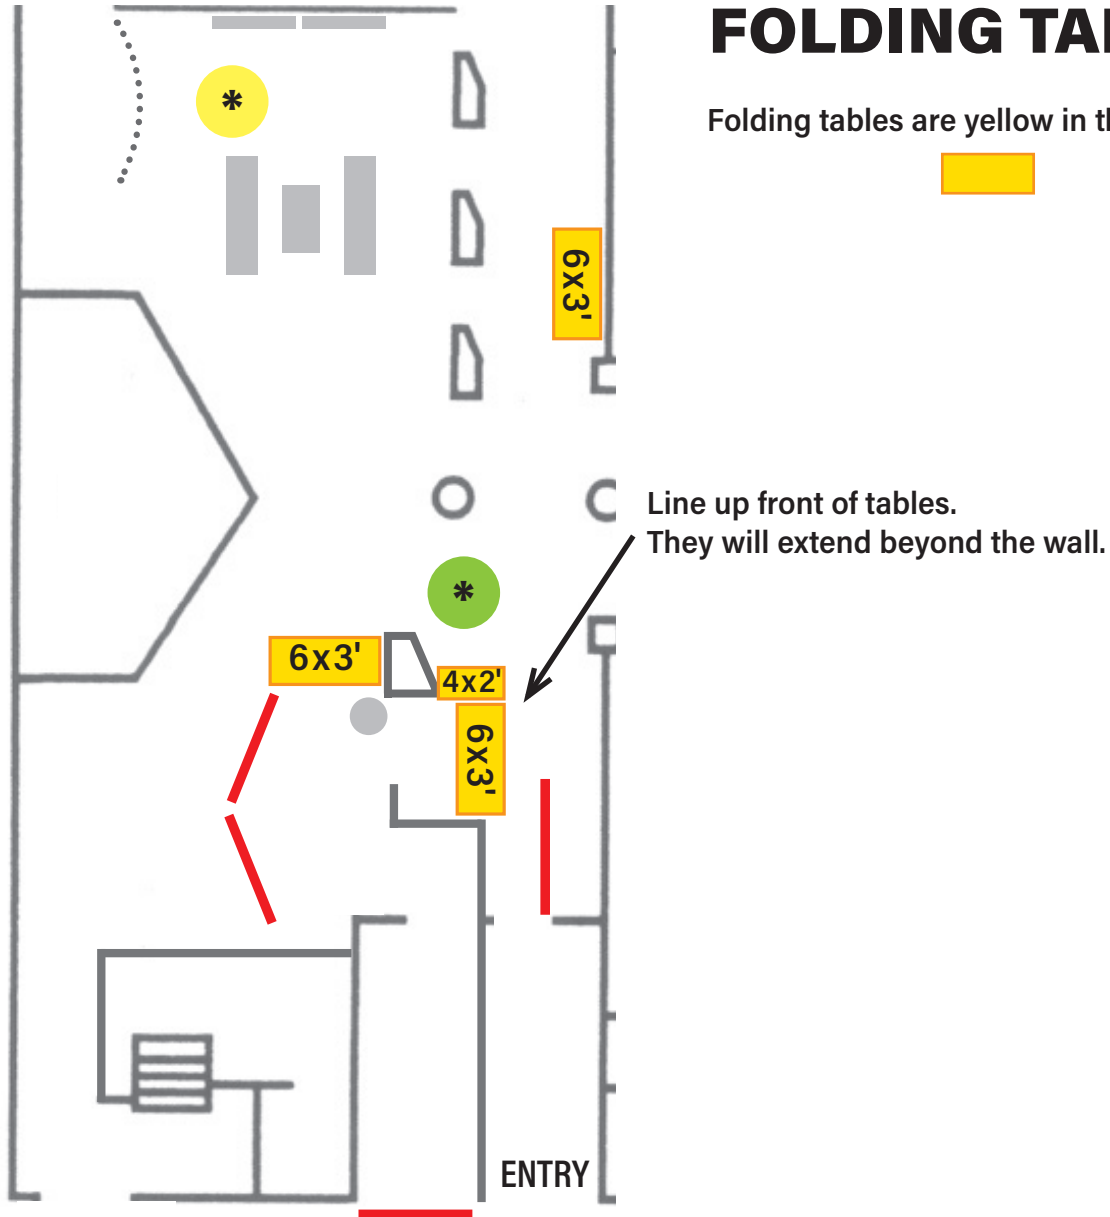 FOLDING
Folding tables are yellow in
*
6x3'
Line up front of tables.
They will extend beyond the wall.
*
6x3'
4x2'
6x3'
ENTRY